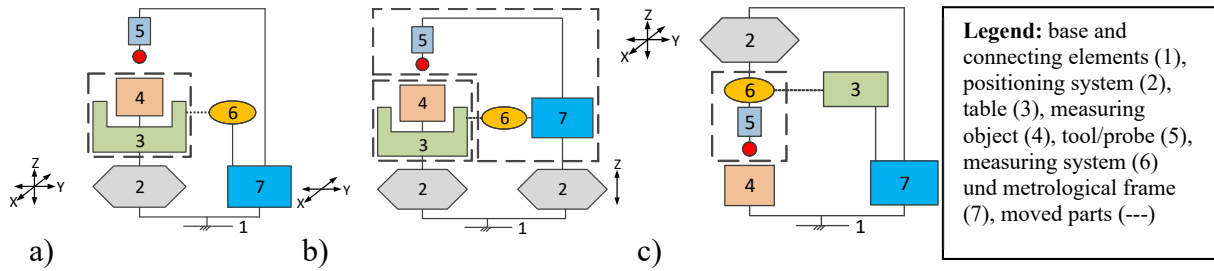 5
4
3
6
2
7
1
X
Y
Z
a)
5
4
3
6
7
2
2
1
X
Y
Z
b)
Z
Y
X
2
6
3
5
4
7
1
c)
Legend: base and
connecting elements (1),
positioning system (2),
table (3), measuring
object (4), tool/probe (5),
measuring system (6)
und metrological frame
(7), moved parts (---)